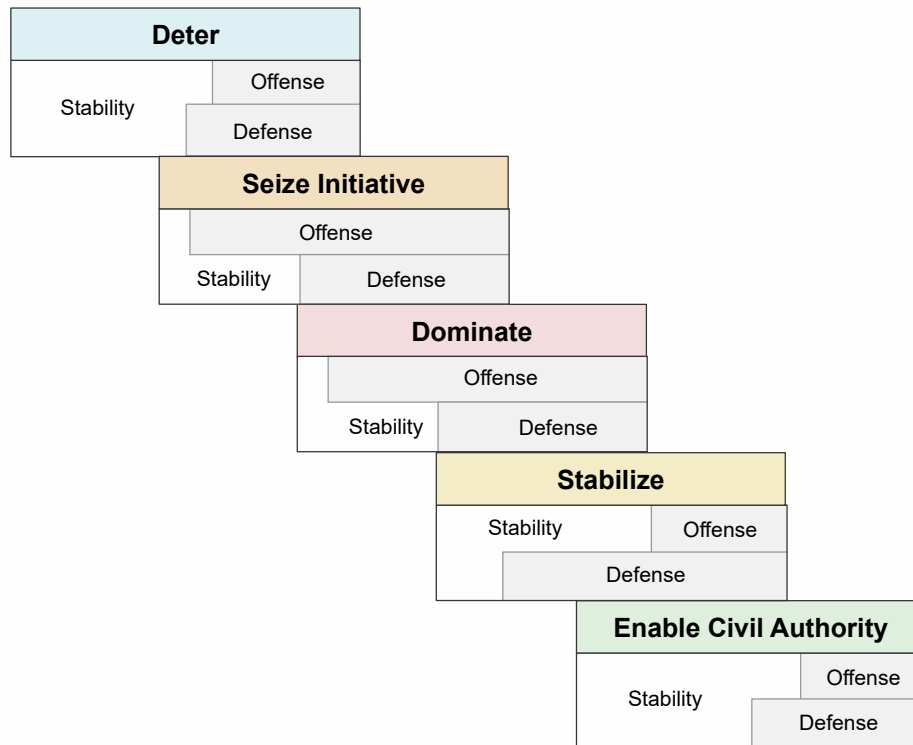 Deter
Offense
Stability
Defense
Seize Initiative
Offense
Stability
Defense
Dominate
Offense
Stability
Defense
Stabilize
Stability
Offense
Defense
Enable Civil Authority
Offense
Stability
Defense